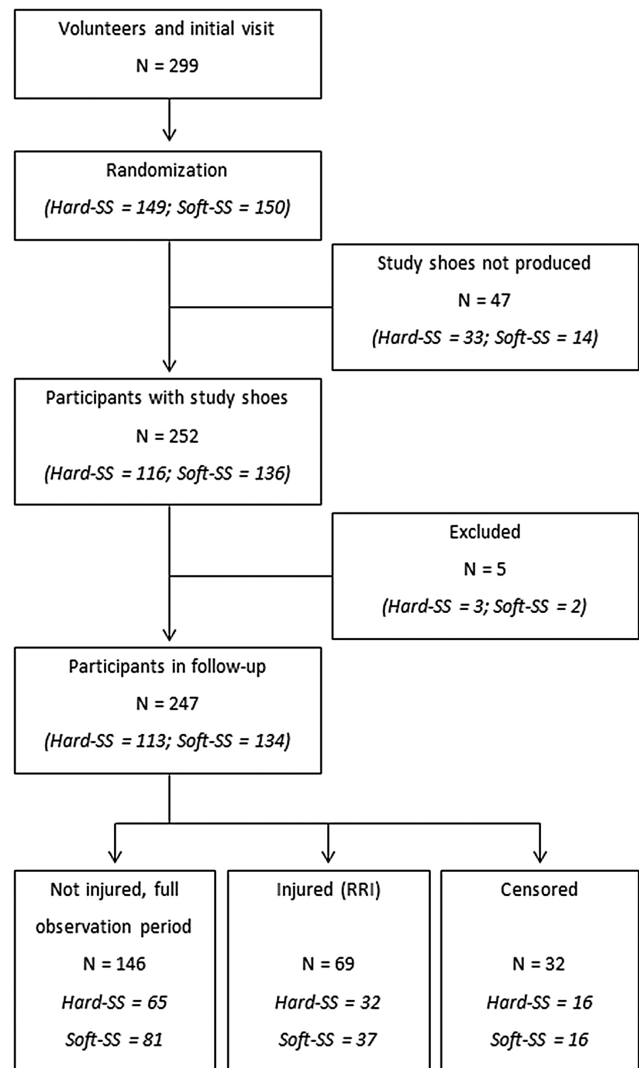 Volunteers and initial visit
N = 299
Randomization
(Hard-SS = 149; Soft-SS = 150)
Study shoes not produced
N = 47
(Hard-SS = 33; Soft-SS = 14)
Participants with study shoes
N = 252
(Hard-SS = 116; Soft-SS = 136)
Excluded
N = 5
(Hard-SS = 3; Soft-SS = 2)
Participants in follow-up
N = 247
(Hard-SS = 113; Soft-SS = 134)
Not injured, full
observation period
N = 146
Hard-SS = 65
Soft-SS = 81
Injured (RRI)
N = 69
Hard-SS = 32
Soft-SS = 37
Censored
N = 32
Hard-SS = 16
Soft-SS = 16